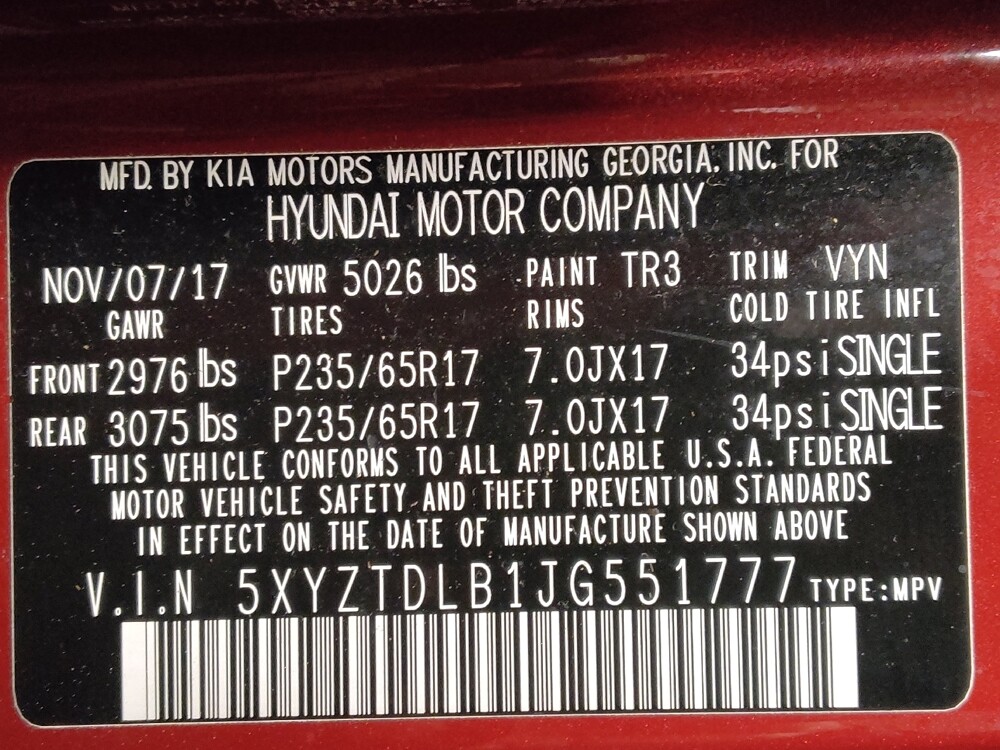 MFD. BY KIA MOTORS MANUFACTURING GEORGIA, INC. FOR
HYUNDAI MOTOR COMPANY
NOV/07/17 GVWR 5026 lbs PAINT TR3 TRIM VYN
GAWR TIRES RIMS COLD TIRE INFL
FRONT 2976 lbs P235/65R17 7.0JX17 34psi SINGLE
REAR 3075 lbs P235/65R17 7.0JX17 34psi SINGLE
THIS VEHICLE CONFORMS TO ALL APPLICABLE U.S.A. FEDERAL
MOTOR VEHICLE SAFETY AND THEFT PREVENTION STANDARDS
IN EFFECT ON THE DATE OF MANUFACTURE SHOWN ABOVE
V.I.N 5XYZTDLB1JG551777 TYPE:MPV